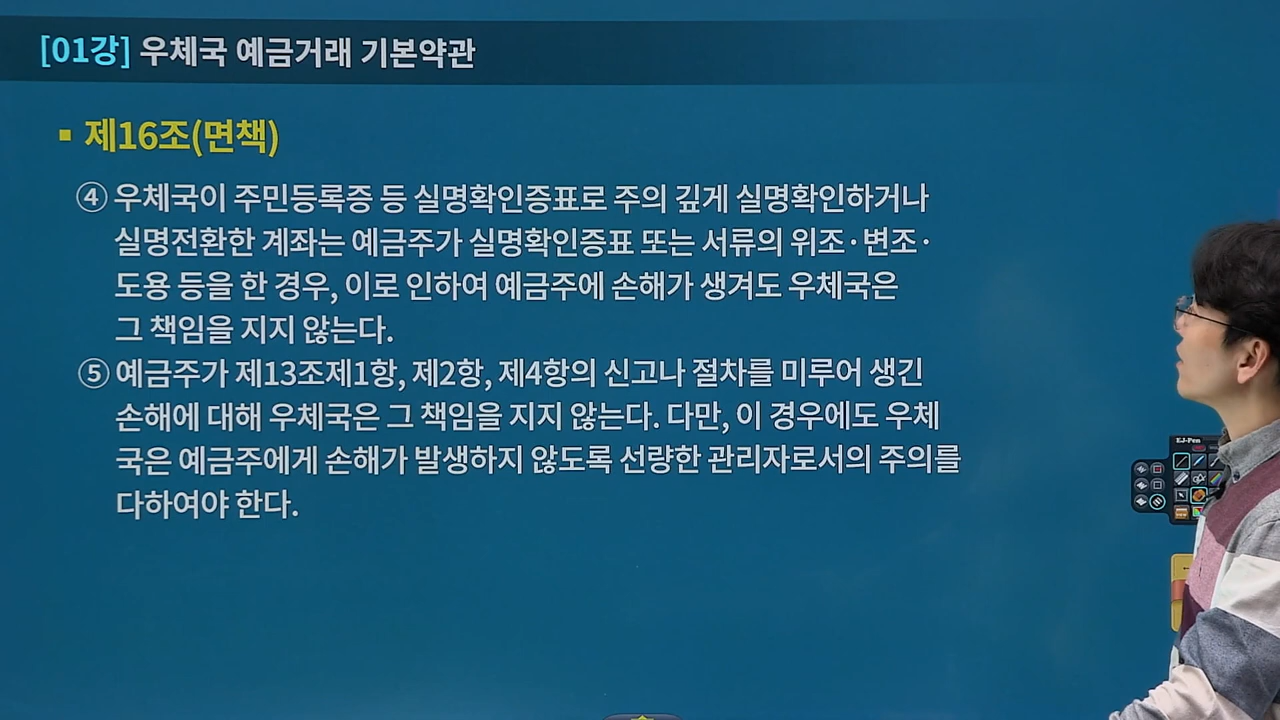 [01강] 우체국 예금거래 기본약관
▪ 제16조(면책)
④ 우체국이 주민등록증 등 실명확인증표로 주의 깊게 실명확인하거나
실명전환한 계좌는 예금주가 실명확인증표 또는 서류의 위조·변조·
도용 등을 한 경우, 이로 인하여 예금주에 손해가 생겨도 우체국은
그 책임을 지지 않는다.
⑤ 예금주가 제13조제1항, 제2항, 제4항의 신고나 절차를 미루어 생긴
손해에 대해 우체국은 그 책임을 지지 않는다. 다만, 이 경우에도 우체
국은 예금주에게 손해가 발생하지 않도록 선량한 관리자로서의 주의를
다하여야 한다.
EJ-Pen